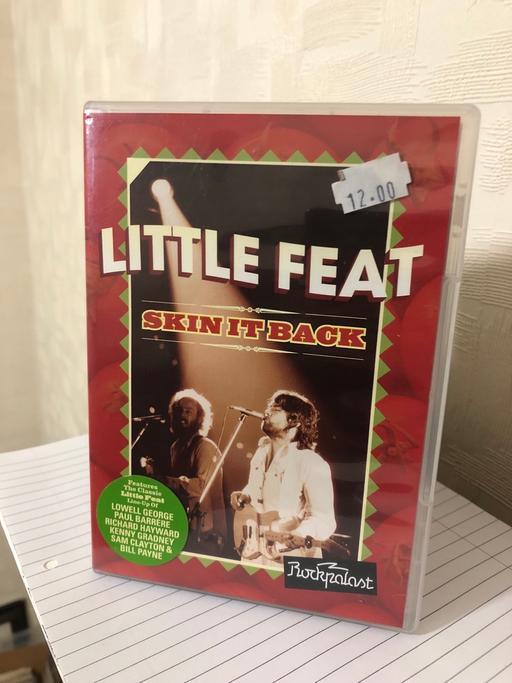 12.00
LITTLE FEAT
SKIN IT BACK
Features
The Classic
Little Feat
Line-Up Of
LOWELL GEORGE
PAUL BARRERE
RICHARD HAYWARD
KENNY GRADNEY
SAM CLAYTON &
BILL PAYNE
Rockpalast